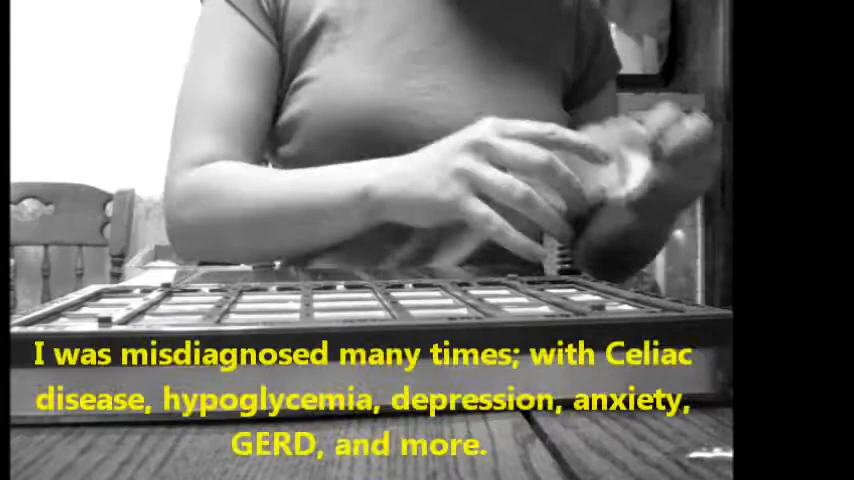 I was misdiagnosed many times; with Celiac
disease, hypoglycemia, depression, anxiety,
GERD, and more.